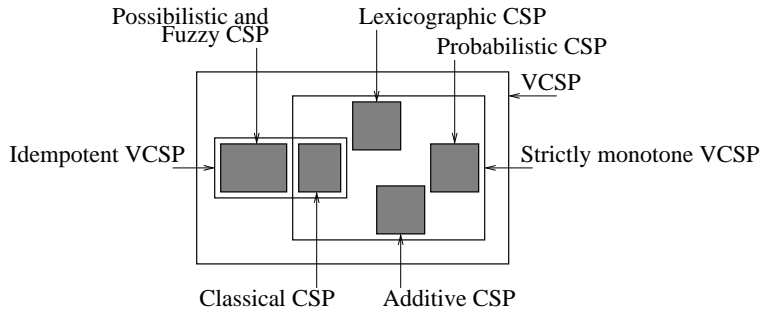 Possibilistic and
Fuzzy CSP
Lexicographic CSP
Probabilistic CSP
VCSP
Idempotent VCSP
Strictly monotone VCSP
Classical CSP
Additive CSP